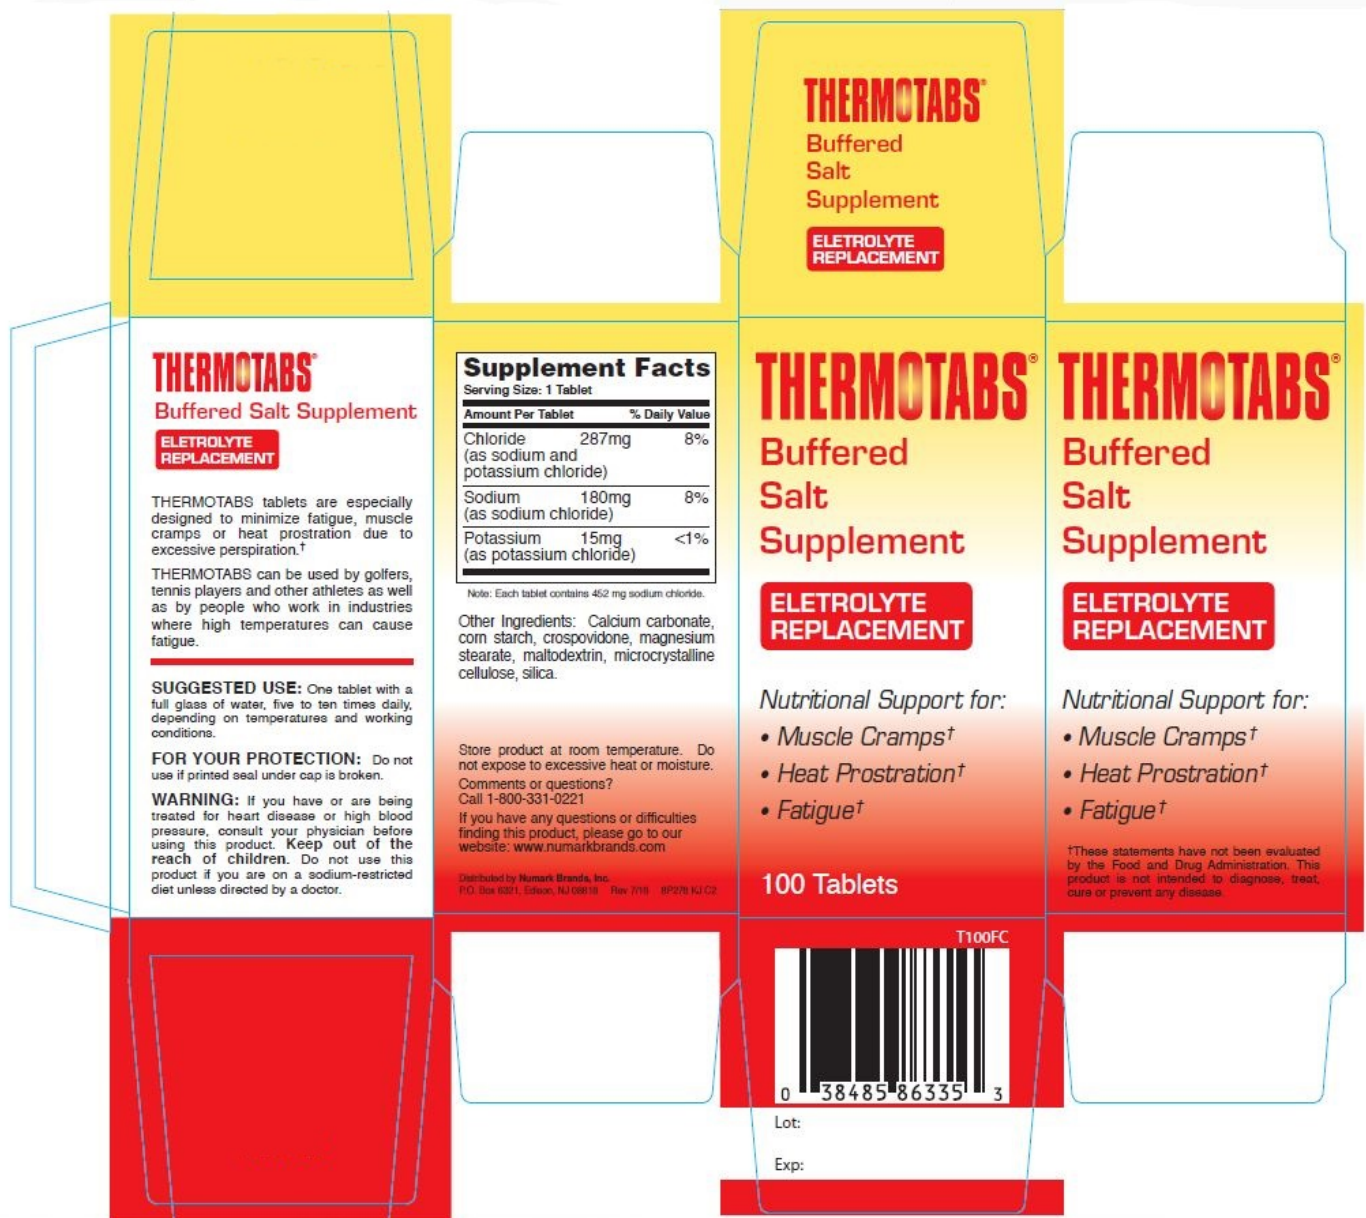 THERMOTABS®
Buffered
Salt
Supplement
ELETROLYTE
REPLACEMENT
THERMOTABS®
Buffered Salt Supplement
ELETROLYTE
REPLACEMENT
THERMOTABS tablets are especially
designed to minimize fatigue, muscle
cramps or heat prostration due to
excessive perspiration.†
THERMOTABS can be used by golfers,
tennis players and other athletes as well
as by people who work in industries
where high temperatures can cause
fatigue.
SUGGESTED USE: One tablet with a
full glass of water, five to ten times daily,
depending on temperatures and working
conditions.
FOR YOUR PROTECTION: Do not
use if printed seal under cap is broken.
WARNING: If you have or are being
treated for heart disease or high blood
pressure, consult your physician before
using this product. Keep out of the
reach of children. Do not use this
product if you are on a sodium-restricted
diet unless directed by a doctor.
Supplement Facts
Serving Size: 1 Tablet
Amount Per Tablet % Daily Value
Chloride 287mg 8%
(as sodium and
potassium chloride)
Sodium 180mg 8%
(as sodium chloride)
Potassium 15mg <1%
(as potassium chloride)
Note: Each tablet contains 452 mg sodium chloride.
Other Ingredients: Calcium carbonate,
corn starch, crospovidone, magnesium
stearate, maltodextrin, microcrystalline
cellulose, silica.
Store product at room temperature. Do
not expose to excessive heat or moisture.
Comments or questions?
Call 1-800-331-0221
If you have any questions or difficulties
finding this product, please go to our
website: www.numarkbrands.com
Distributed by Numark Brands, Inc.
P.O. Box 6321, Edison, NJ 08818 Rev 7/16 KJ C2
THERMOTABS®
Buffered
Salt
Supplement
ELETROLYTE
REPLACEMENT
Nutritional Support for:
• Muscle Cramps†
• Heat Prostration†
• Fatigue†
100 Tablets
THERMOTABS®
Buffered
Salt
Supplement
ELETROLYTE
REPLACEMENT
Nutritional Support for:
• Muscle Cramps†
• Heat Prostration†
• Fatigue†
†These statements have not been evaluated
by the Food and Drug Administration. This
product is not intended to diagnose, treat,
cure or prevent any disease.
T100FC
0 38485 86335 3
Lot:
Exp: